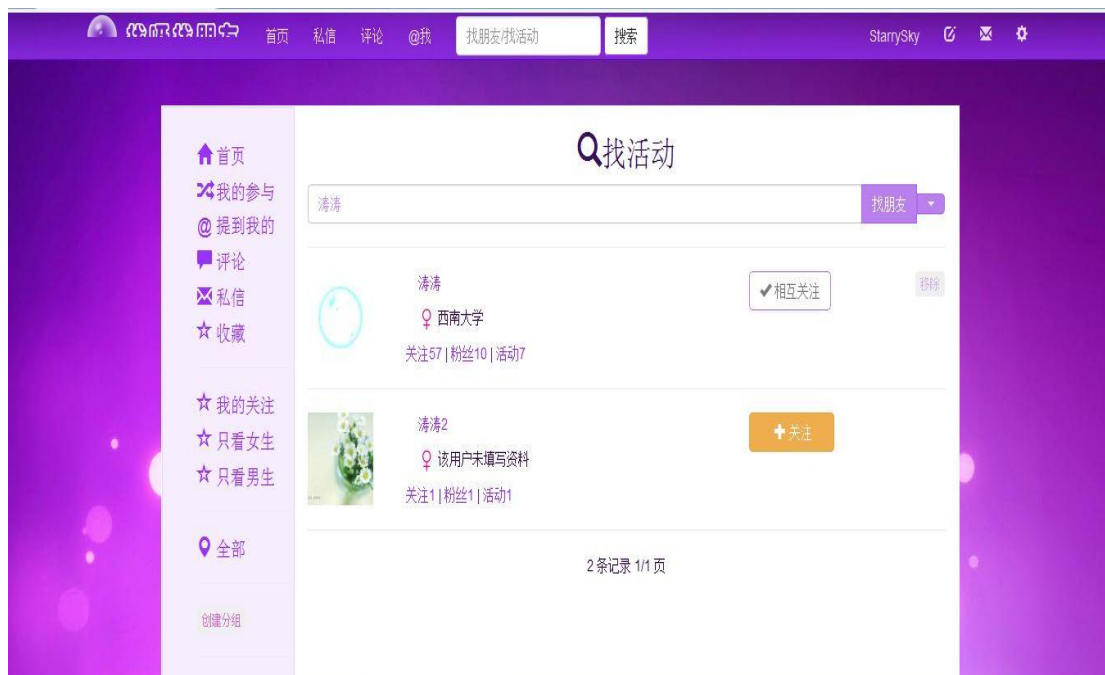 首页 私信 评论 @我 找朋友/找活动 搜索 StarrySky
首页
我的参与
@ 提到我的
评论
私信
收藏
我的关注
只看女生
只看男生
全部
创建分组
找活动
涛涛 找朋友
涛涛 相互关注 移除
♀ 西南大学
关注57 | 粉丝10 | 活动7
涛涛2 关注
♀ 该用户未填写资料
关注1 | 粉丝1 | 活动1
2 条记录 1/1 页